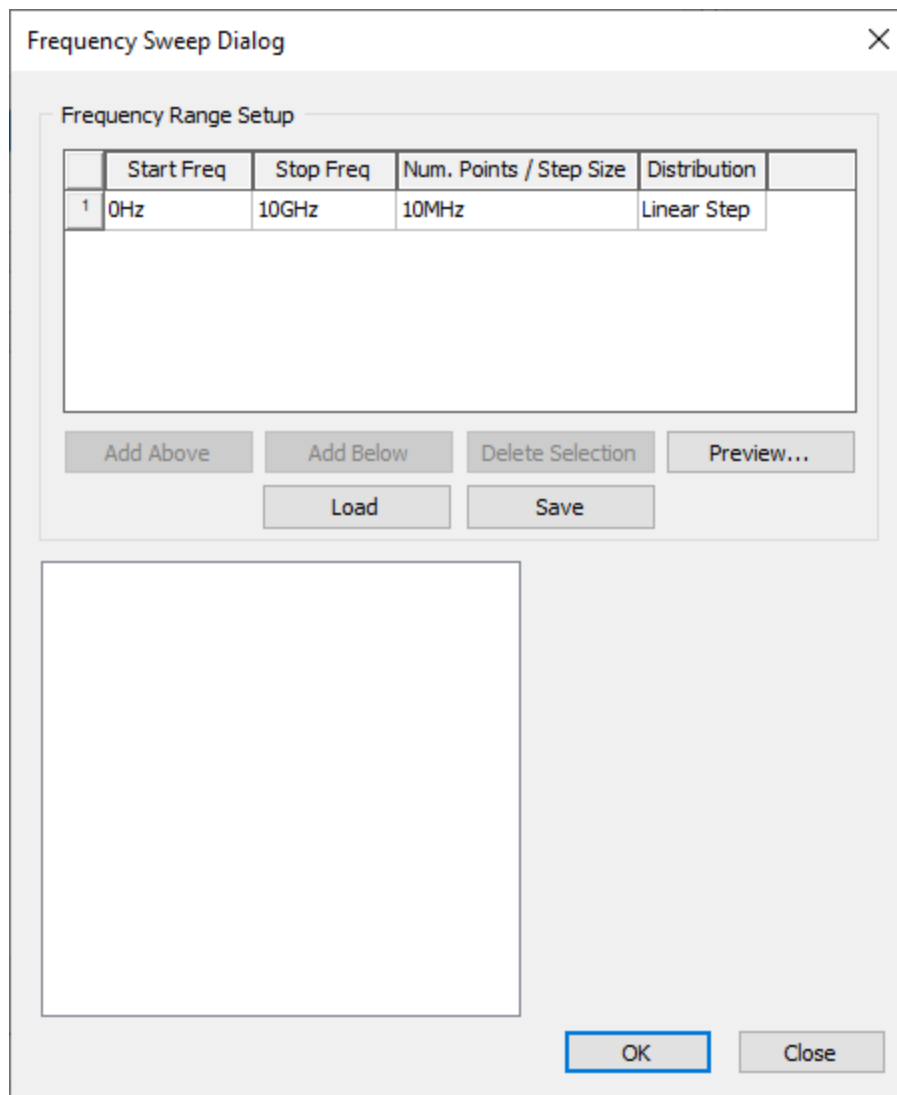 Frequency Sweep Dialog
Frequency Range Setup
Start Freq Stop Freq Num. Points / Step Size Distribution
1 0Hz 10GHz 10MHz Linear Step
Add Above Add Below Delete Selection Preview...
Load Save
OK Close